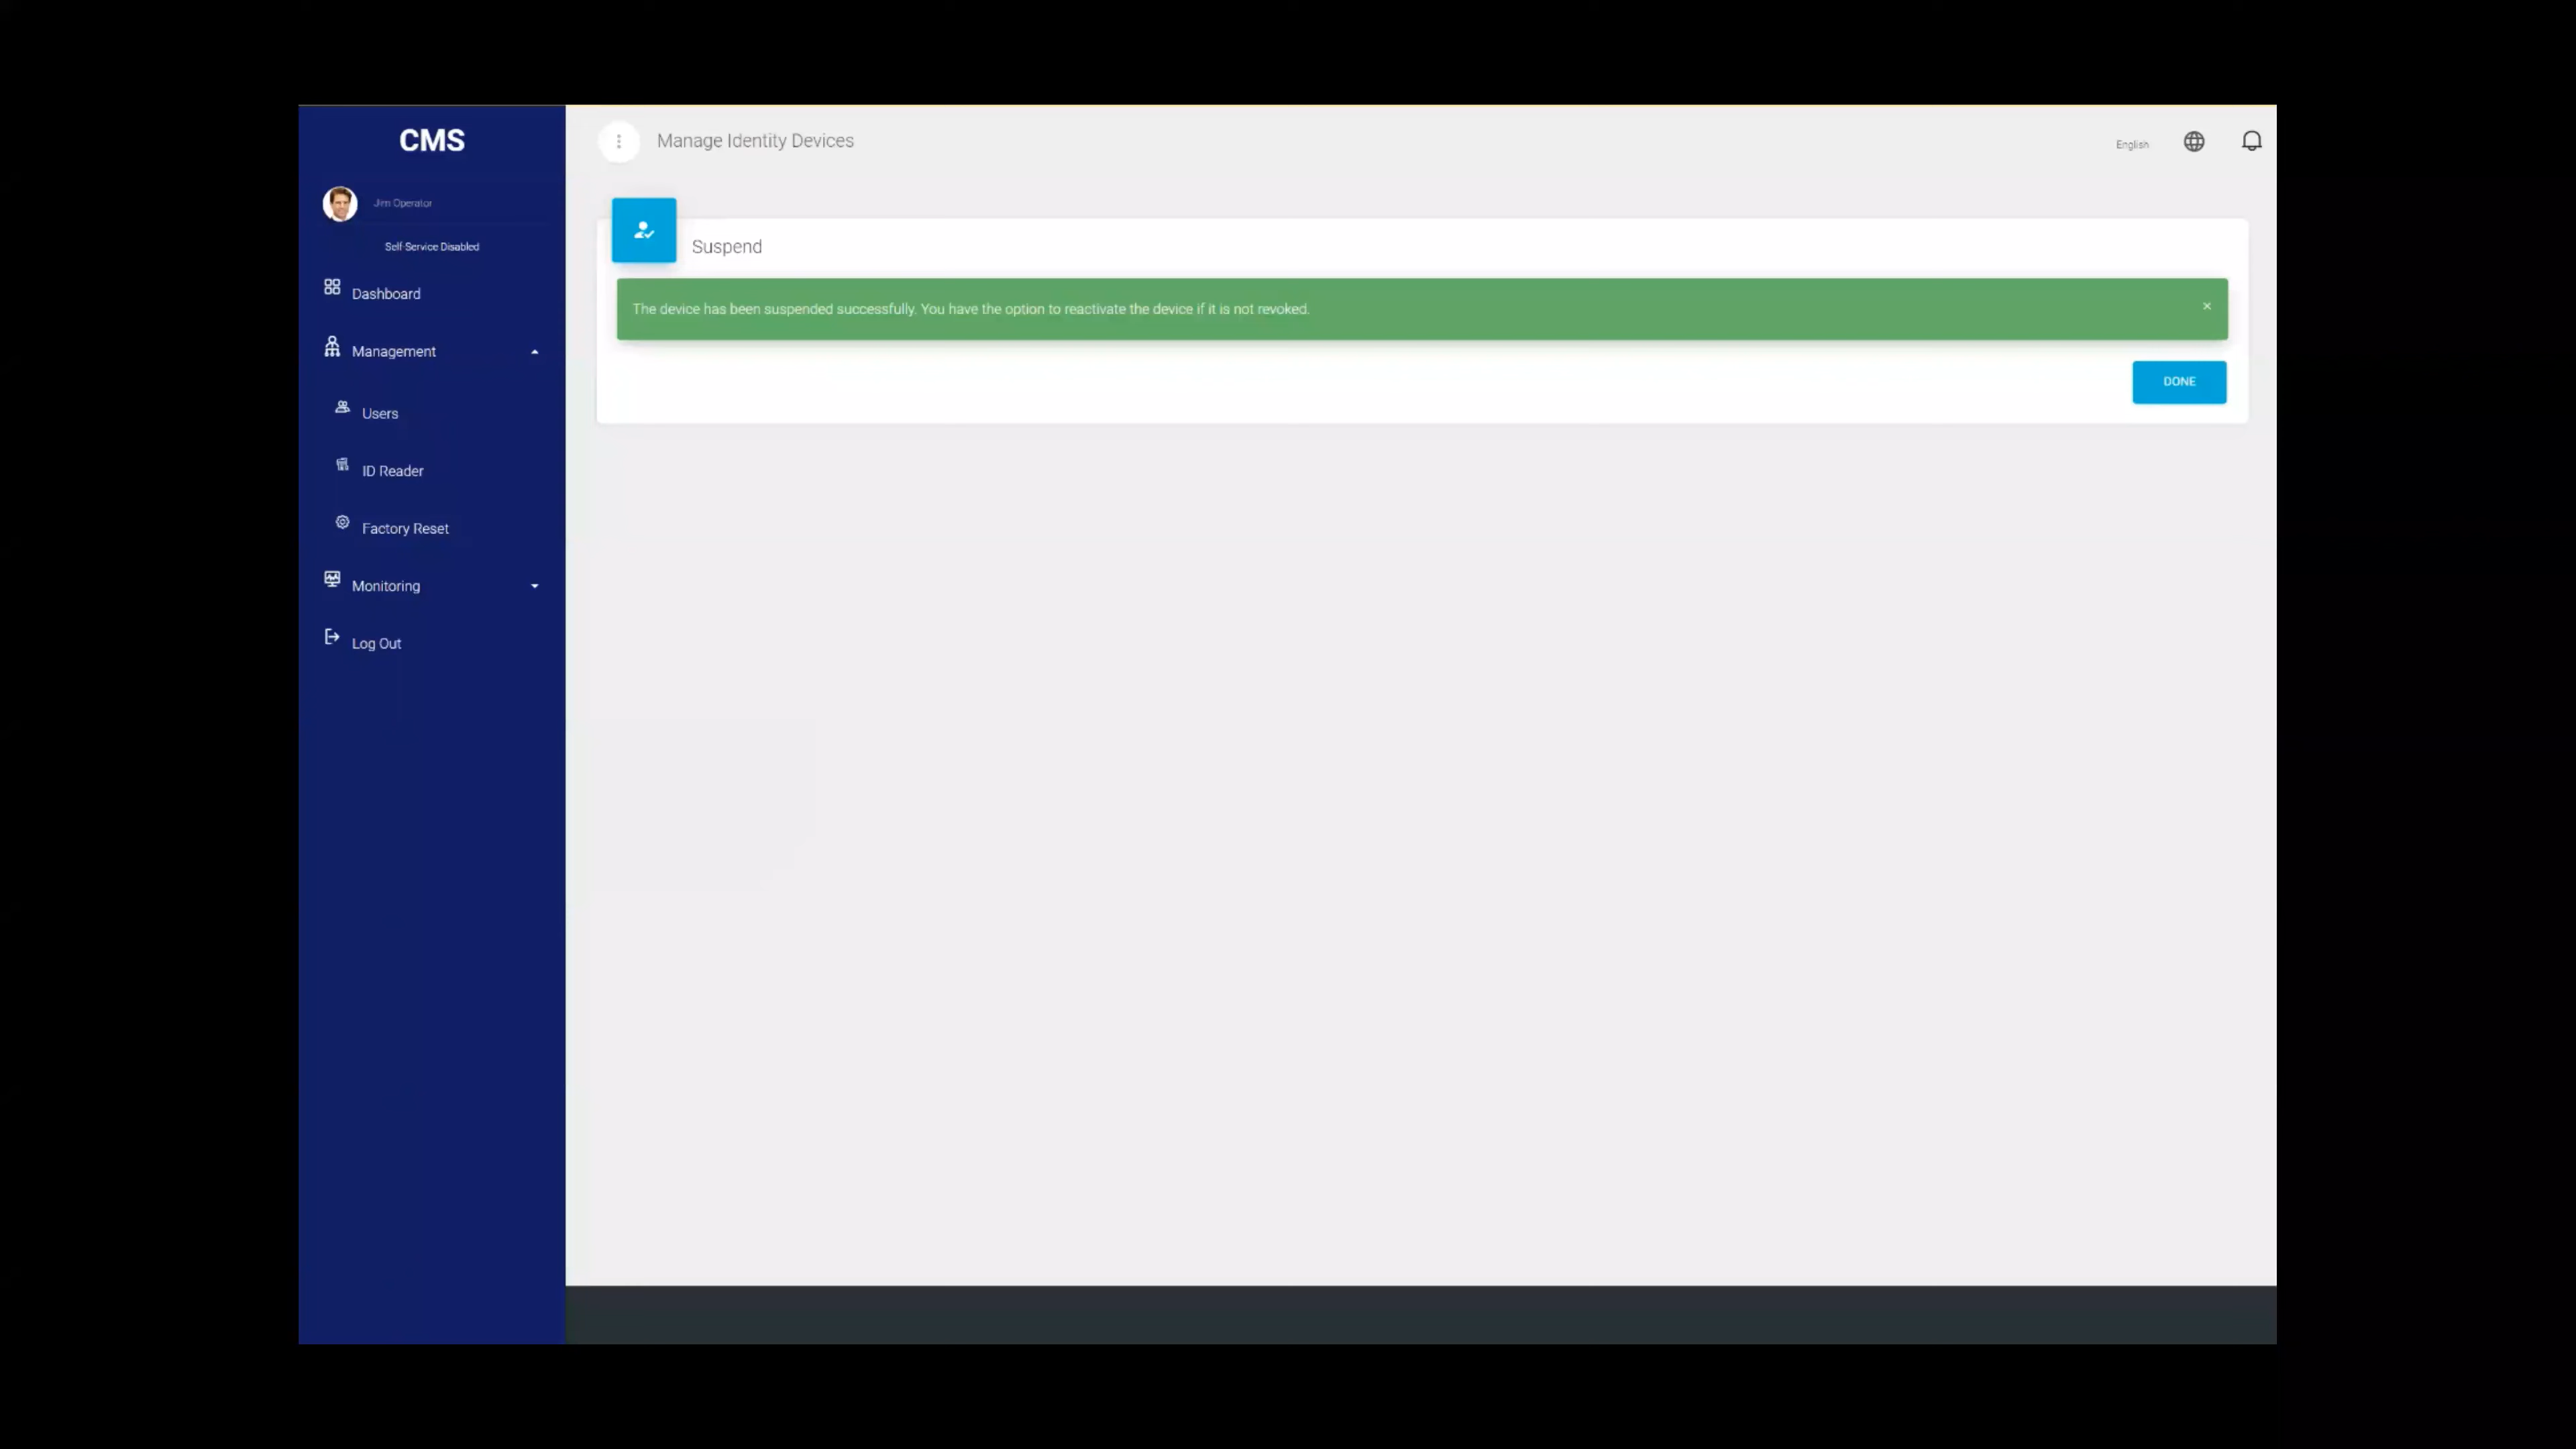 CMS
Jim Operator
Self-Service Disabled
Dashboard
Management
Users
ID Reader
Factory Reset
Monitoring
Log Out
Manage Identity Devices
English
Suspend
The device has been suspended successfully. You have the option to reactivate the device if it is not revoked.
DONE